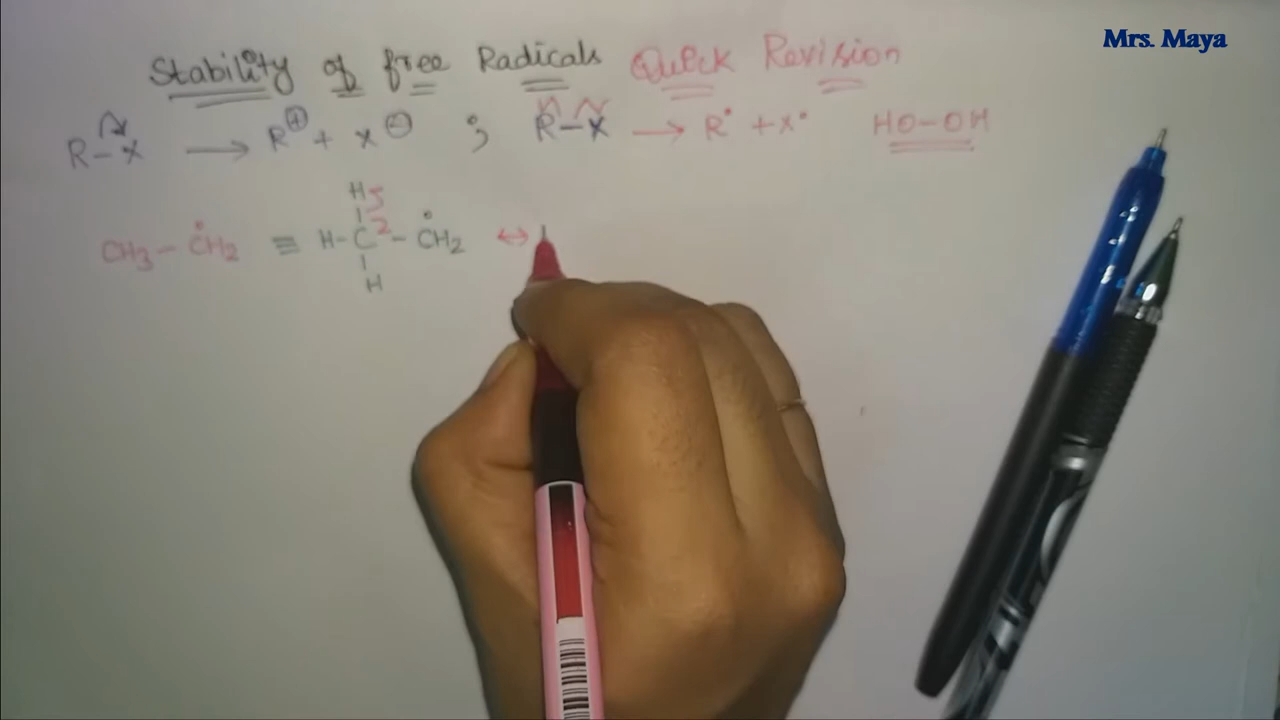 Mrs. Maya
Stability of free Radicals Quick Revision
R-X → R⊕ + X⊖ ; R-X → R• + X• HO-OH
H
CH3-ĊH2 ≡ H-C-ĊH2 ↔
H